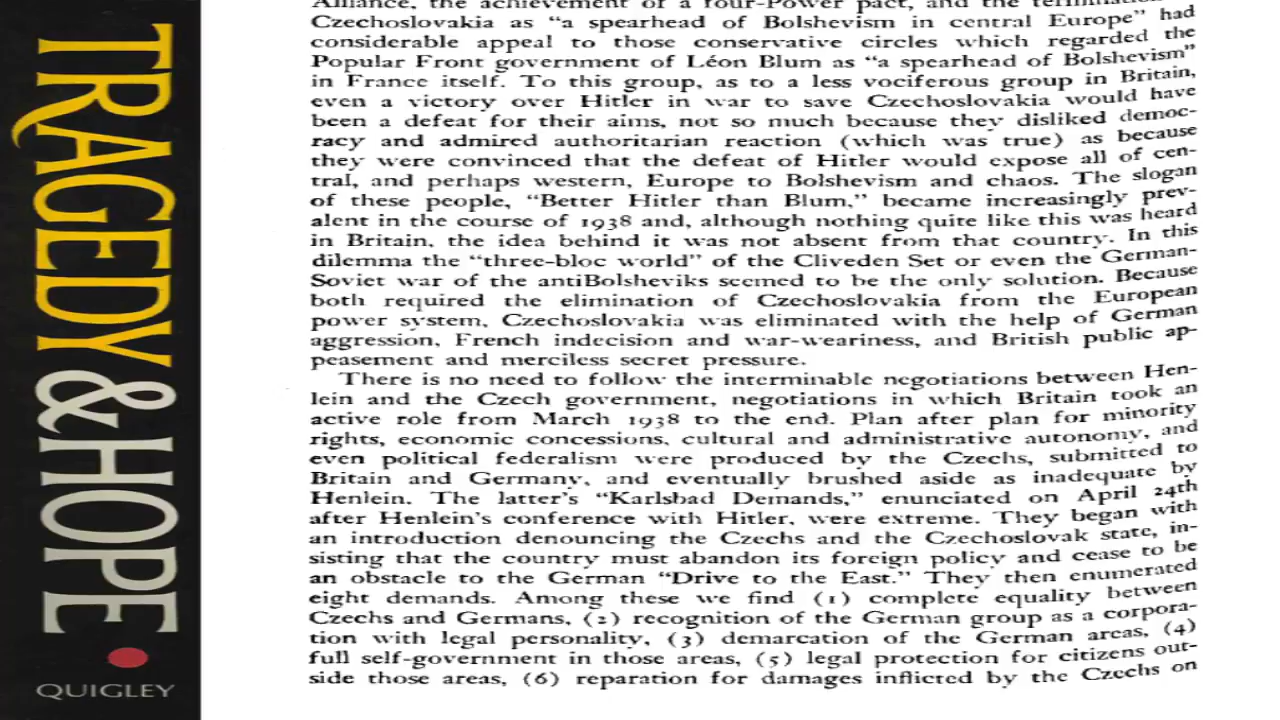 TRAGEDY & HOPE
QUIGLEY
Alliance, the achievement of a four-Power pact, and the termination
Czechoslovakia as “a spearhead of Bolshevism in central Europe” had
considerable appeal to those conservative circles which regarded the
Popular Front government of Léon Blum as “a spearhead of Bolshevism”
in France itself. To this group, as to a less vociferous group in Britain,
even a victory over Hitler in war to save Czechoslovakia would have
been a defeat for their aims, not so much because they disliked democ-
racy and admired authoritarian reaction (which was true) as because
they were convinced that the defeat of Hitler would expose all of cen-
tral, and perhaps western, Europe to Bolshevism and chaos. The slogan
of these people, “Better Hitler than Blum,” became increasingly prev-
alent in the course of 1938 and, although nothing quite like this was heard
in Britain, the idea behind it was not absent from that country. In this
dilemma the “three-bloc world” of the Cliveden Set or even the German-
Soviet war of the antiBolsheviks seemed to be the only solution. Because
both required the elimination of Czechoslovakia from the European
power system, Czechoslovakia was eliminated with the help of German
aggression, French indecision and war-weariness, and British public ap-
peasement and merciless secret pressure.
There is no need to follow the interminable negotiations between Hen-
lein and the Czech government, negotiations in which Britain took an
active role from March 1938 to the end. Plan after plan for minority
rights, economic concessions, cultural and administrative autonomy, and
even political federalism were produced by the Czechs, submitted to
Britain and Germany, and eventually brushed aside as inadequate by
Henlein. The latter’s “Karlsbad Demands,” enunciated on April 24th
after Henlein’s conference with Hitler, were extreme. They began with
an introduction denouncing the Czechs and the Czechoslovak state, in-
sisting that the country must abandon its foreign policy and cease to be
an obstacle to the German “Drive to the East.” They then enumerated
eight demands. Among these we find (1) complete equality between
Czechs and Germans, (2) recognition of the German group as a corpora-
tion with legal personality, (3) demarcation of the German areas, (4)
full self-government in those areas, (5) legal protection for citizens out-
side those areas, (6) reparation for damages inflicted by the Czechs on